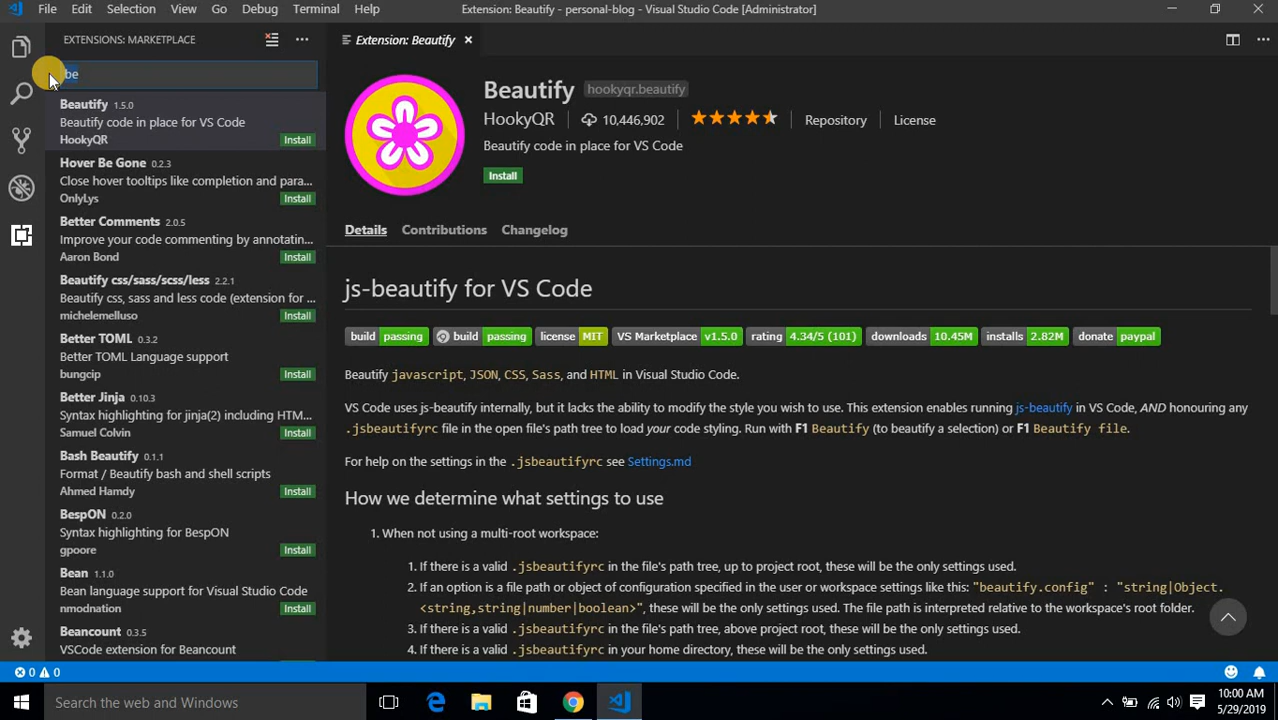 File Edit Selection View Go Debug Terminal Help Extension: Beautify - personal-blog - Visual Studio Code [Administrator]
EXTENSIONS: MARKETPLACE
be
Beautify 1.5.0
Beautify code in place for VS Code
HookyQR Install
Hover Be Gone 0.2.3
Close hover tooltips like completion and para...
OnlyLys Install
Better Comments 2.0.5
Improve your code commenting by annotatin...
Aaron Bond Install
Beautify css/sass/scss/less 2.2.1
Beautify css, sass and less code (extension for ...
michelemelluso Install
Better TOML 0.3.2
Better TOML Language support
bungcip Install
Better Jinja 0.10.3
Syntax highlighting for jinja(2) including HTM...
Samuel Colvin Install
Bash Beautify 0.1.1
Format / Beautify bash and shell scripts
Ahmed Hamdy Install
BespON 0.2.0
Syntax highlighting for BespON
gpoore Install
Bean 1.1.0
Bean language support for Visual Studio Code
nmodnation Install
Beancount 0.3.5
VSCode extension for Beancount
Extension: Beautify
Beautify hookyqr.beautify
HookyQR 10,446,902 Repository License
Beautify code in place for VS Code
Install
Details Contributions Changelog
js-beautify for VS Code
build passing build passing license MIT VS Marketplace v1.5.0 rating 4.34/5 (101) downloads 10.45M installs 2.82M donate paypal
Beautify javascript, JSON, CSS, Sass, and HTML in Visual Studio Code.
VS Code uses js-beautify internally, but it lacks the ability to modify the style you wish to use. This extension enables running js-beautify in VS Code, AND honouring any
.jsbeautifyrc file in the open file's path tree to load your code styling. Run with F1 Beautify (to beautify a selection) or F1 Beautify file.
For help on the settings in the .jsbeautifyrc see Settings.md
How we determine what settings to use
1. When not using a multi-root workspace:
1. If there is a valid .jsbeautifyrc in the file's path tree, up to project root, these will be the only settings used.
2. If an option is a file path or object of configuration specified in the user or workspace settings like this: "beautify.config" : "string|Object.
<string,string|number|boolean>", these will be the only settings used. The file path is interpreted relative to the workspace's root folder.
3. If there is a valid .jsbeautifyrc in the file's path tree, above project root, these will be the only settings used.
4. If there is a valid .jsbeautifyrc in your home directory, these will be the only settings used.
0 0
Search the web and Windows
10:00 AM
5/29/2019